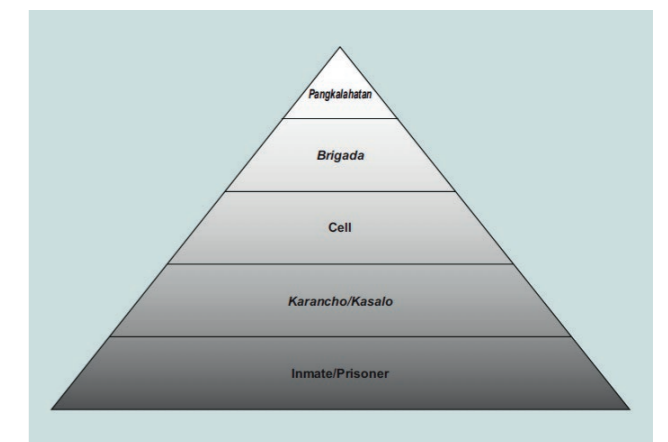 Pangkalahatan
Brigada
Cell
Karancho/Kasalo
Inmate/Prisoner